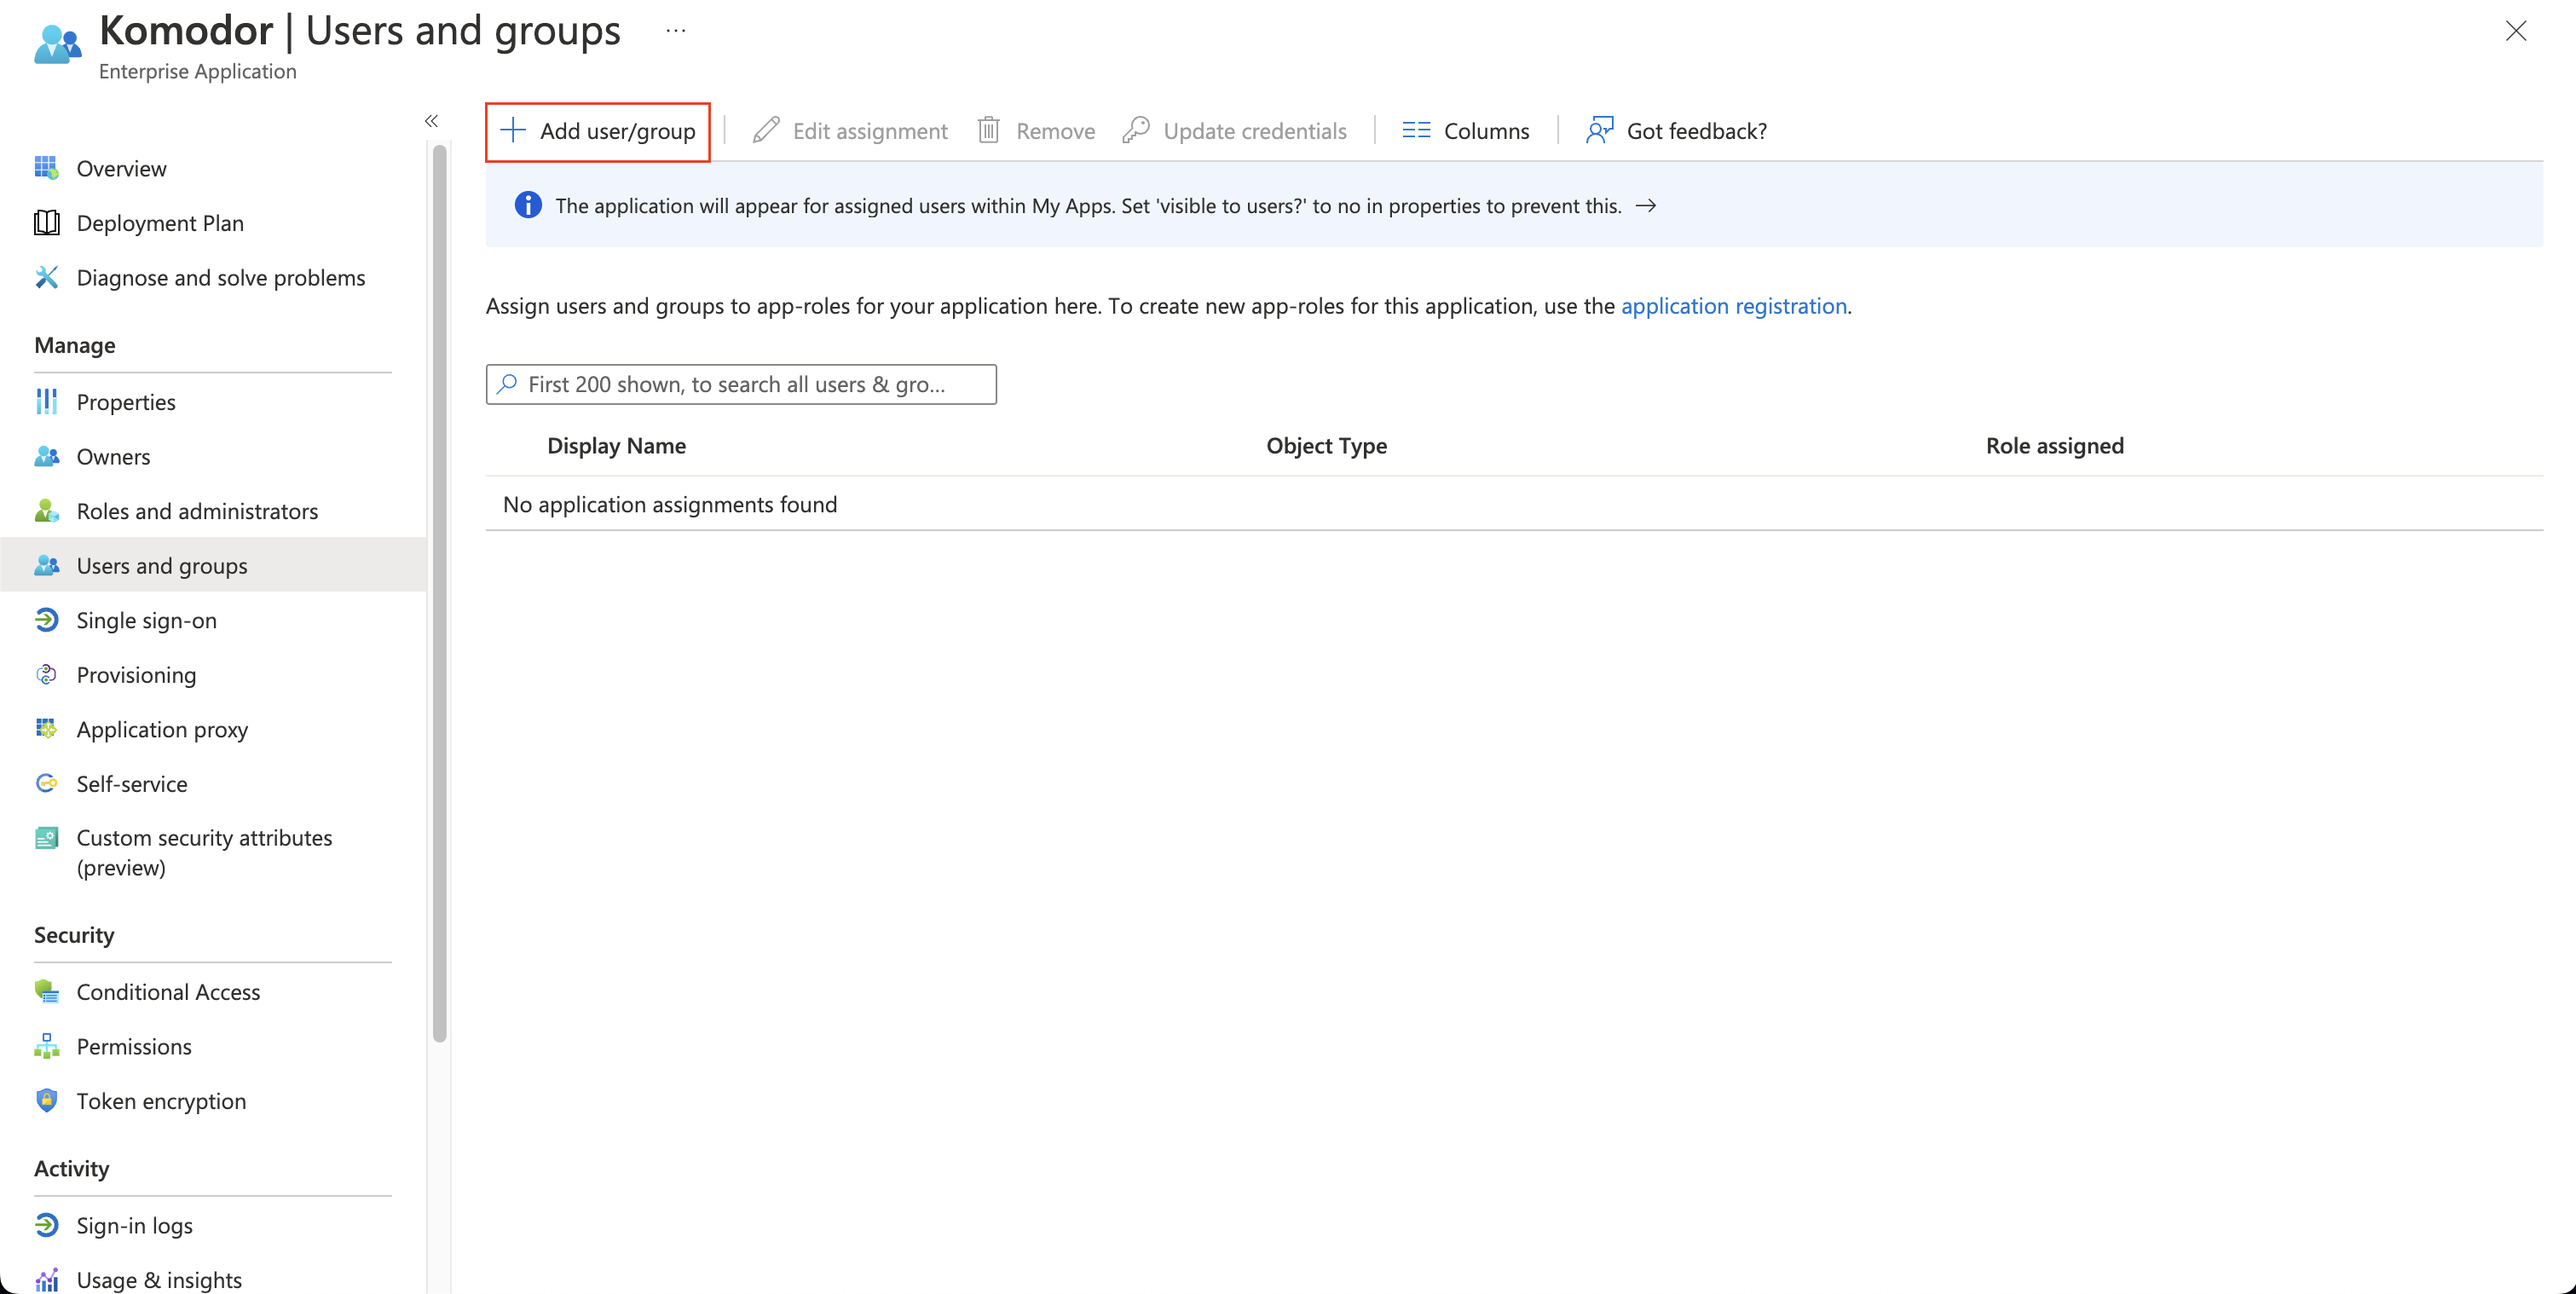 Komodor | Users and groups ...
Enterprise Application
«
Overview
Deployment Plan
Diagnose and solve problems
Manage
Properties
Owners
Roles and administrators
Users and groups
Single sign-on
Provisioning
Application proxy
Self-service
Custom security attributes
(preview)
Security
Conditional Access
Permissions
Token encryption
Activity
Sign-in logs
Usage & insights
Add user/group Edit assignment Remove Update credentials Columns Got feedback?
The application will appear for assigned users within My Apps. Set 'visible to users?' to no in properties to prevent this. →
Assign users and groups to app-roles for your application here. To create new app-roles for this application, use the application registration.
First 200 shown, to search all users & gro...
Display Name Object Type Role assigned
No application assignments found